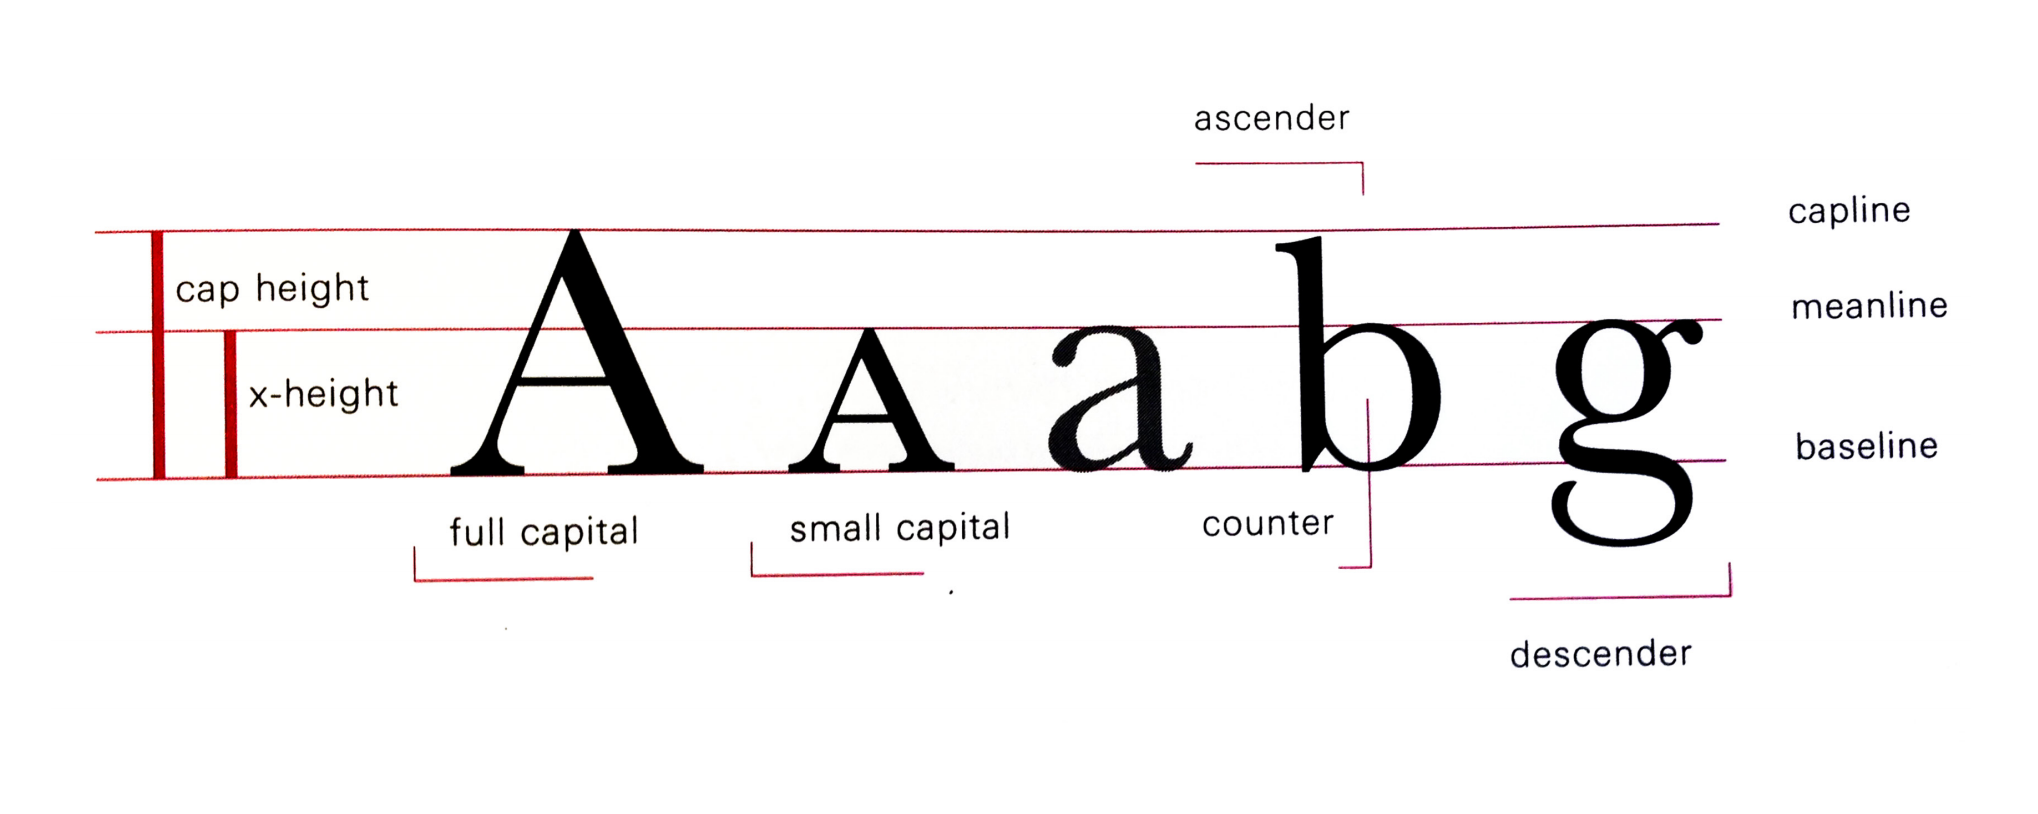 ascender
capline
cap height
meanline
x-height
A A a b g
baseline
full capital
small capital
counter
descender